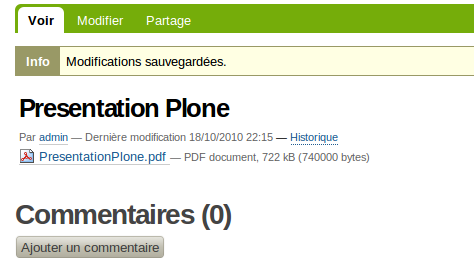 Voir Modifier Partage
Info Modifications sauvegardées.
Presentation Plone
Par admin — Dernière modification 18/10/2010 22:15 — Historique
PresentationPlone.pdf — PDF document, 722 kB (740000 bytes)
Commentaires (0)
Ajouter un commentaire